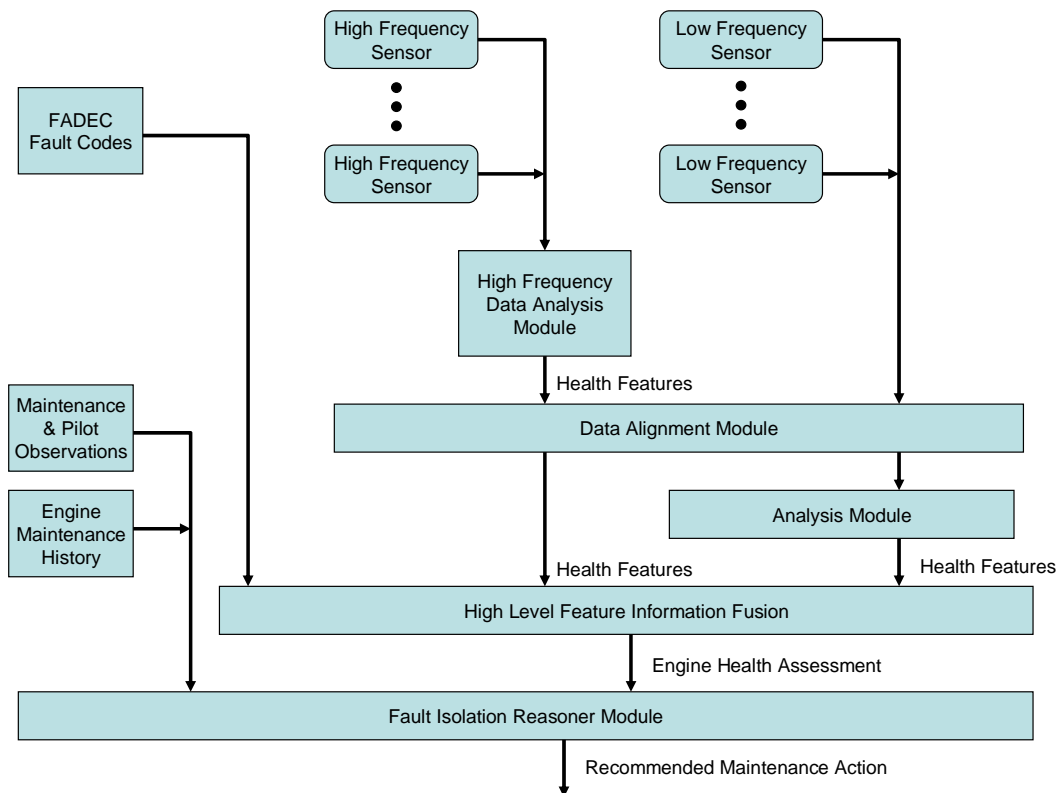 High Frequency
Sensor
Low Frequency
Sensor
FADEC
Fault Codes
High Frequency
Sensor
Low Frequency
Sensor
High Frequency
Data Analysis
Module
Health Features
Maintenance
& Pilot
Observations
Data Alignment Module
Engine
Maintenance
History
Analysis Module
Health Features
Health Features
High Level Feature Information Fusion
Engine Health Assessment
Fault Isolation Reasoner Module
Recommended Maintenance Action